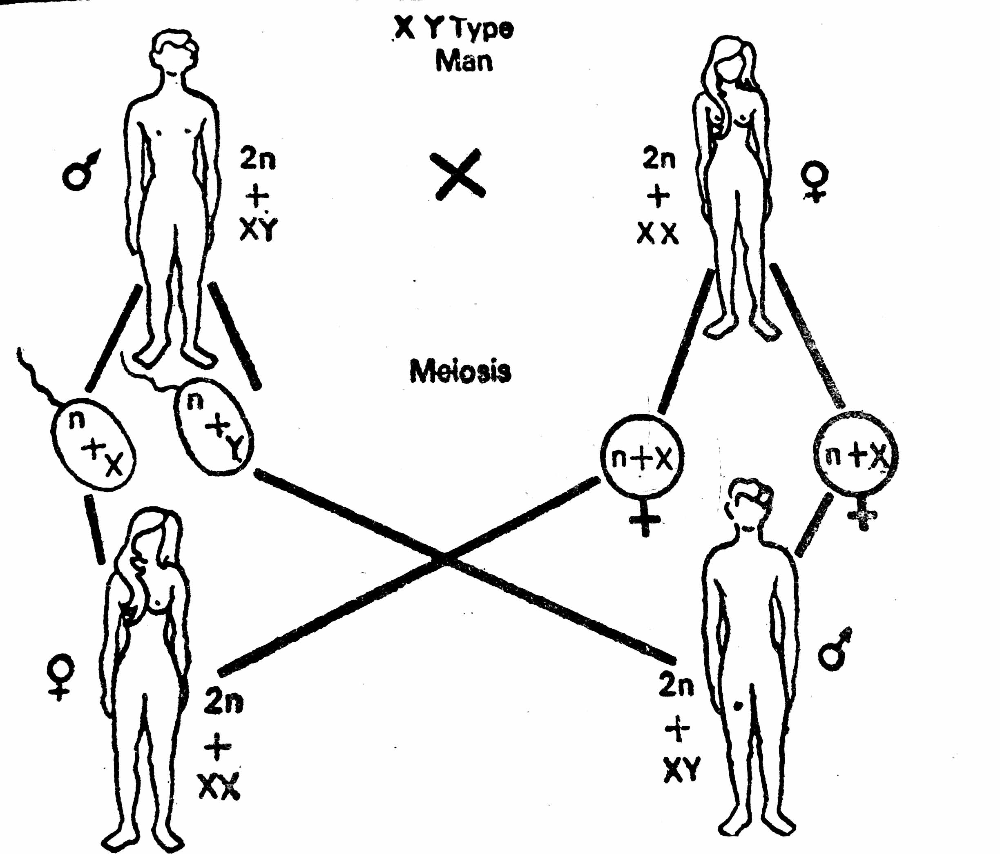 X Y Type
Man
♂
2n
+
XY
×
2n
+
XX
♀
Meiosis
n
+
X
n
+
Y
n+X
n+X
♀
2n
+
XX
2n
+
XY
♂